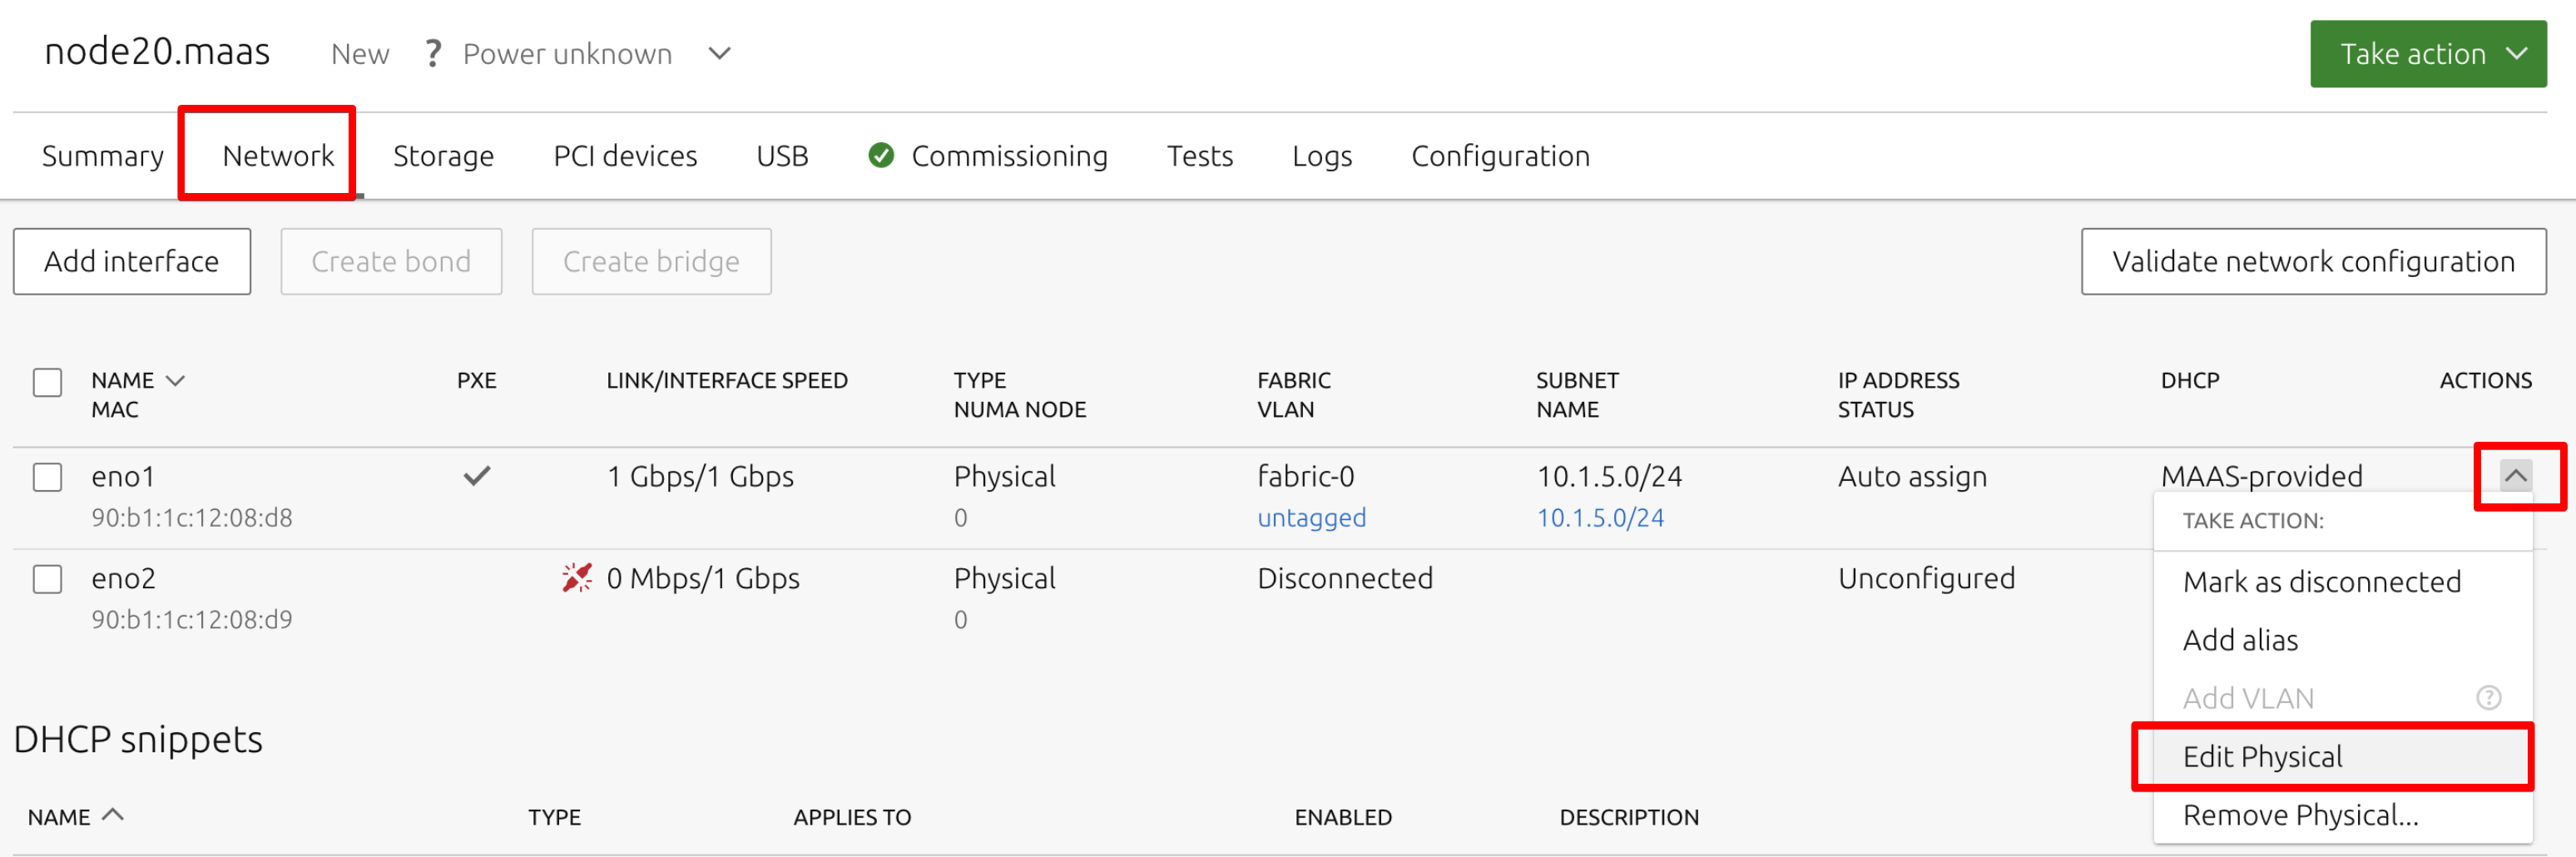 node20.maas New ? Power unknown Take action
Summary Network Storage PCI devices USB Commissioning Tests Logs Configuration
Add interface Create bond Create bridge Validate network configuration
NAME PXE LINK/INTERFACE SPEED TYPE FABRIC SUBNET IP ADDRESS DHCP ACTIONS
MAC NUMA NODE VLAN NAME STATUS
eno1 1 Gbps/1 Gbps Physical fabric-0 10.1.5.0/24 Auto assign MAAS-provided
90:b1:1c:12:08:d8 0 untagged 10.1.5.0/24
TAKE ACTION:
eno2 0 Mbps/1 Gbps Physical Disconnected Unconfigured
90:b1:1c:12:08:d9 0
Mark as disconnected
Add alias
Add VLAN ?
Edit Physical
Remove Physical...
DHCP snippets
NAME TYPE APPLIES TO ENABLED DESCRIPTION